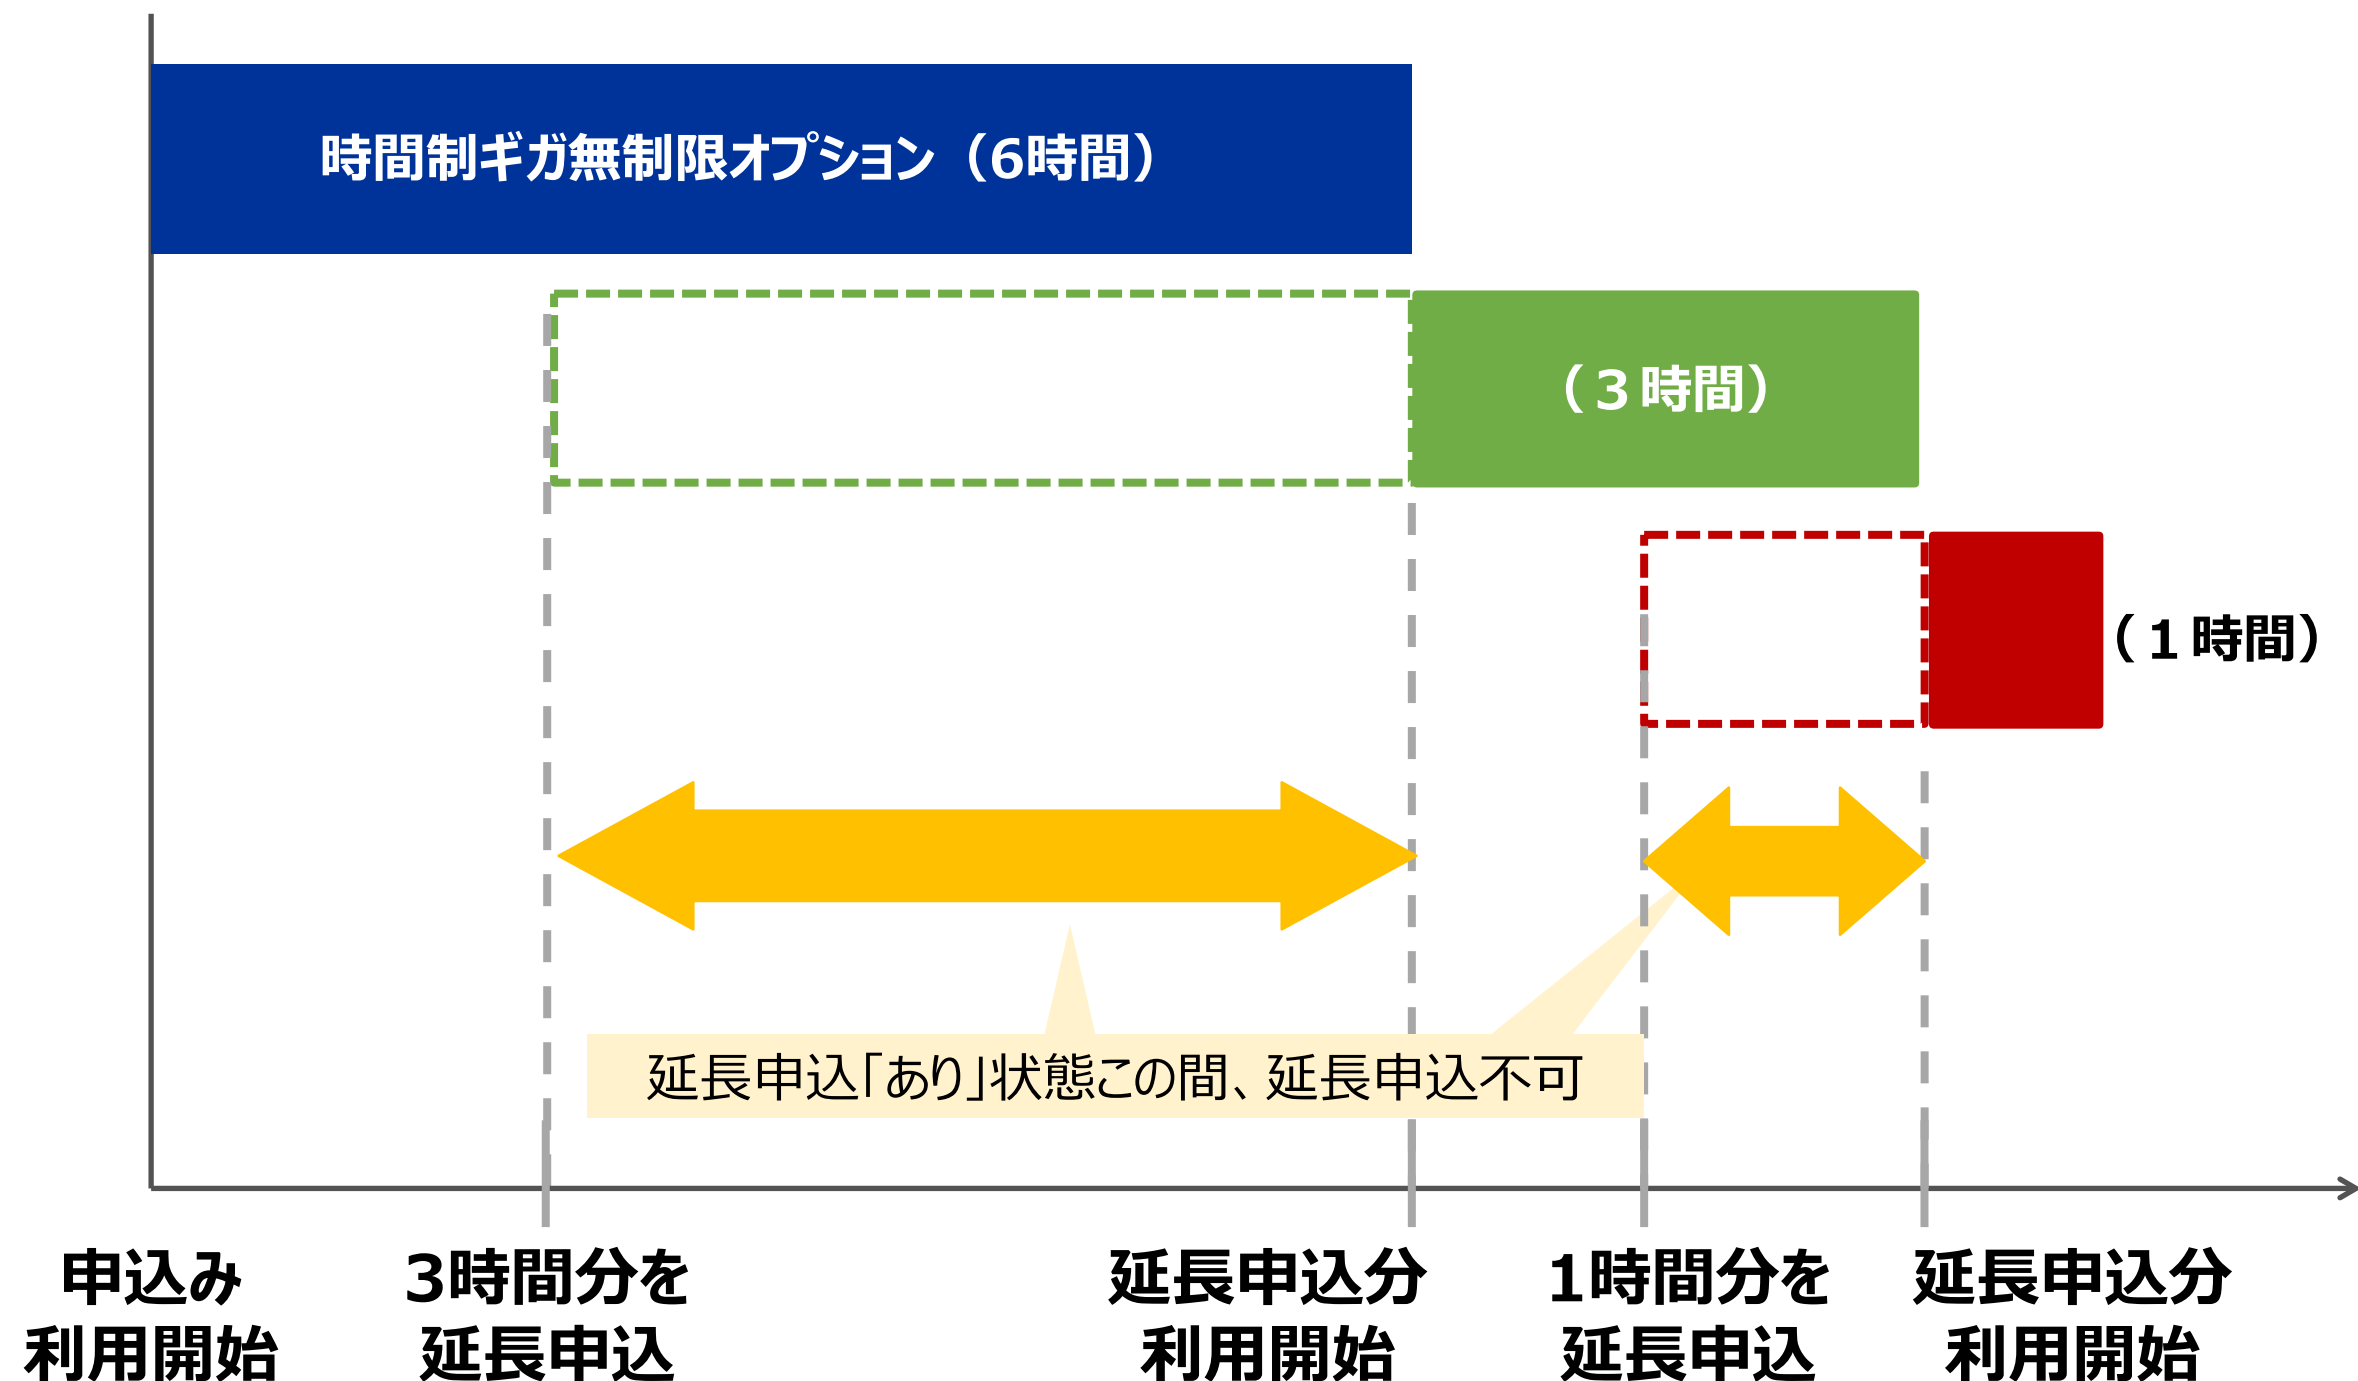 時間制ギガ無制限オプション（6時間）
（３時間）
（１時間）
延長申込「あり」状態この間、延長申込不可
申込み
利用開始
3時間分を
延長申込
延長申込分
利用開始
1時間分を
延長申込
延長申込分
利用開始